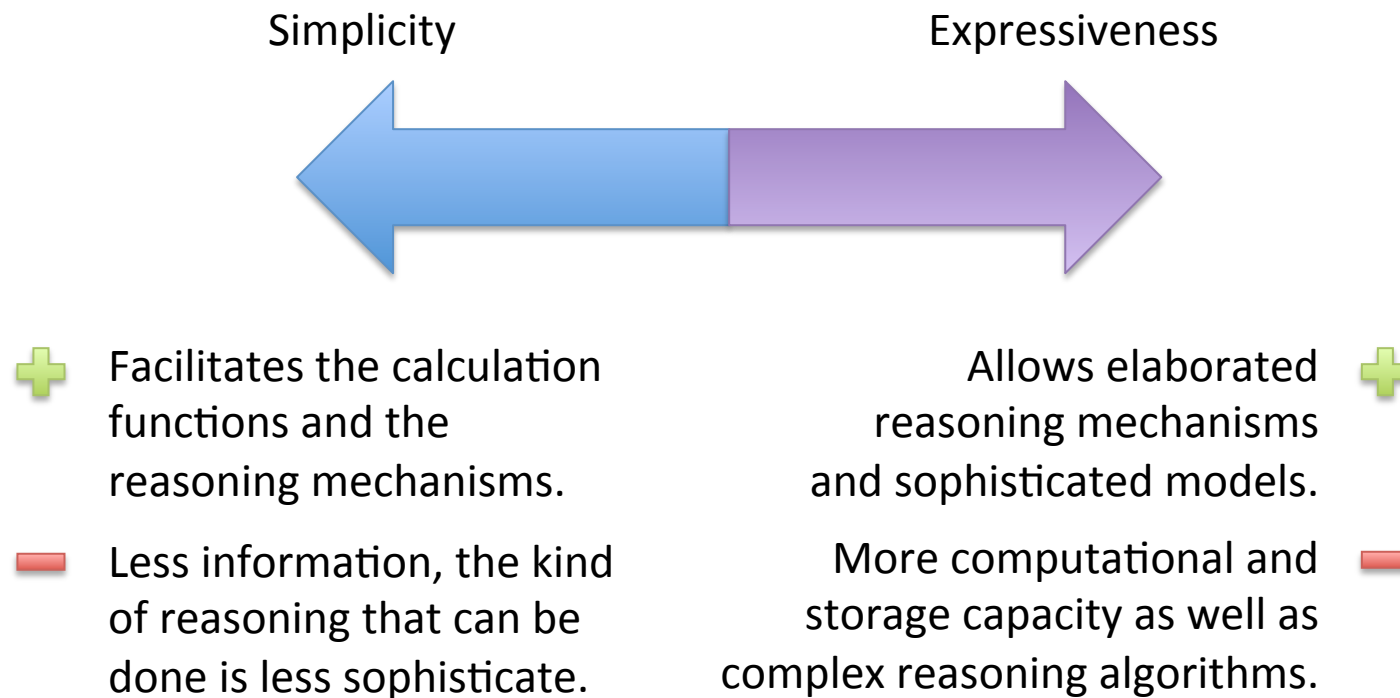 Simplicity
Expressiveness
Facilitates the calculation
functions and the
reasoning mechanisms.
Less information, the kind
of reasoning that can be
done is less sophisticate.
Allows elaborated
reasoning mechanisms
and sophisticated models.
More computational and
storage capacity as well as
complex reasoning algorithms.